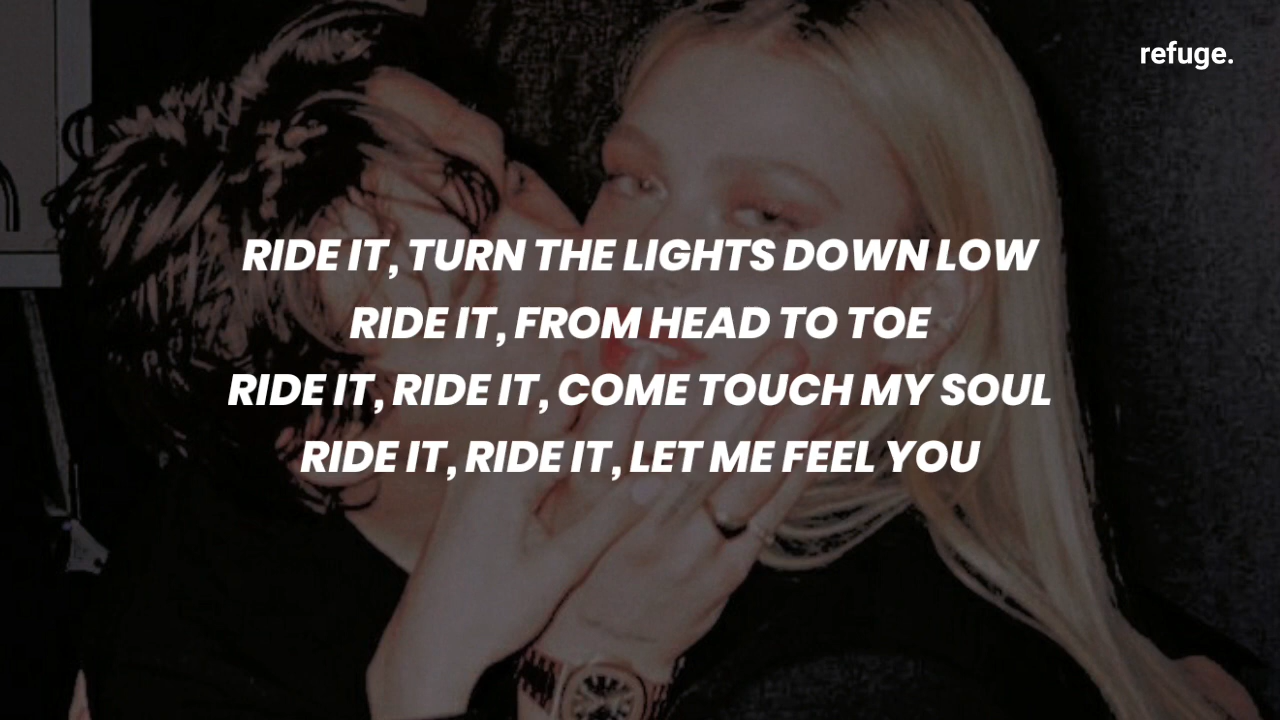 refuge.
RIDE IT, TURN THE LIGHTS DOWN LOW
RIDE IT, FROM HEAD TO TOE
RIDE IT, RIDE IT, COME TOUCH MY SOUL
RIDE IT, RIDE IT, LET ME FEEL YOU